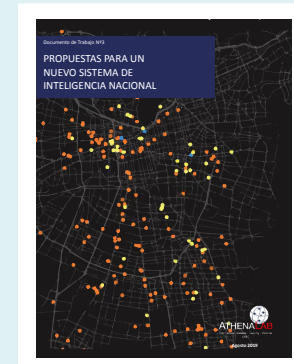 Documento de Trabajo Nº3
PROPUESTAS PARA UN
NUEVO SISTEMA DE
INTELIGENCIA NACIONAL
ATHENALAB
Agosto 2019